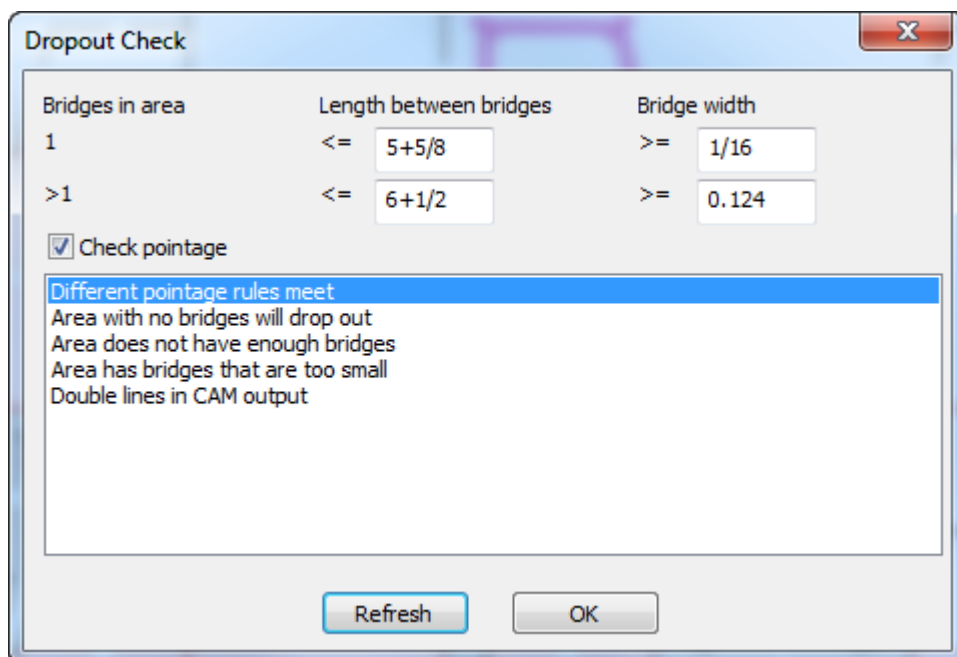 Dropout Check
Bridges in area Length between bridges Bridge width
1 <= 5+5/8 >= 1/16
>1 <= 6+1/2 >= 0.124
Check pointage
Different pointage rules meet
Area with no bridges will drop out
Area does not have enough bridges
Area has bridges that are too small
Double lines in CAM output
Refresh OK